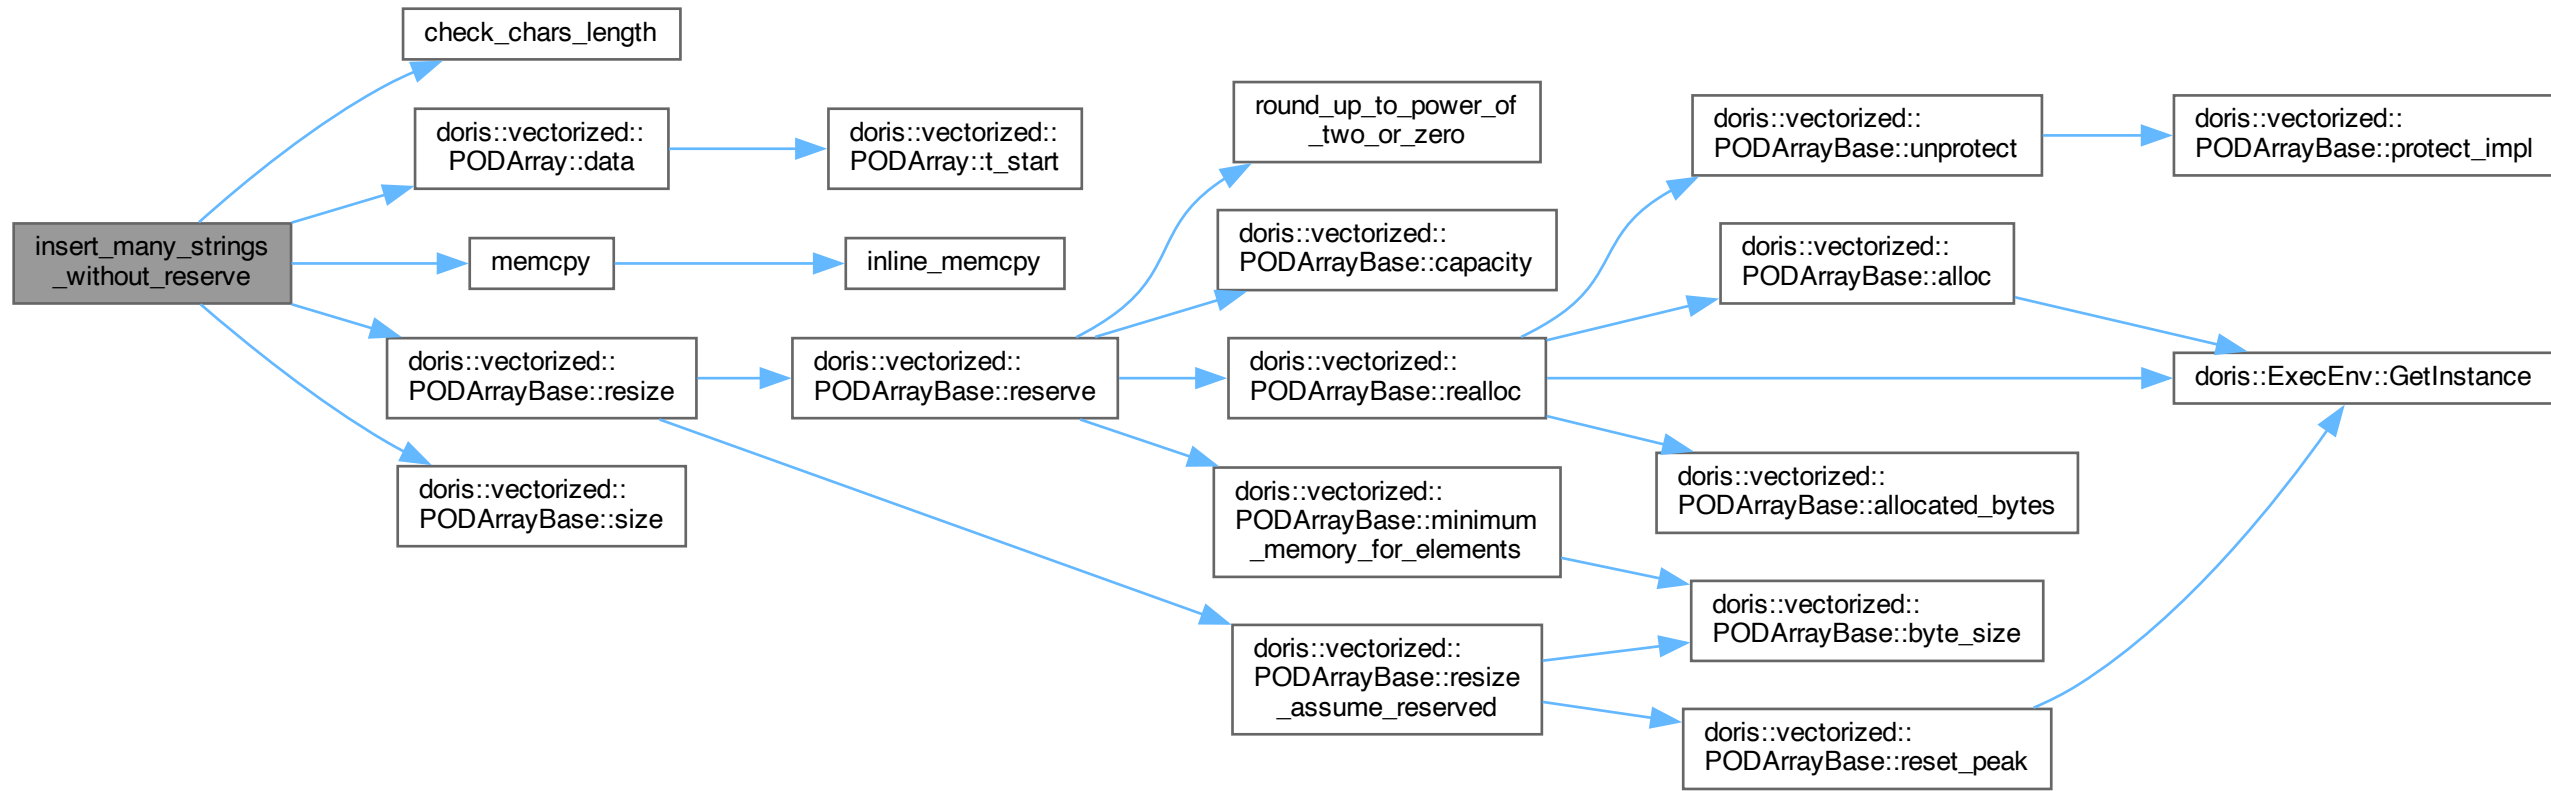 insert_many_strings
_without_reserve
check_chars_length
doris::vectorized::
PODArray::data
memcpy
doris::vectorized::
PODArrayBase::resize
doris::vectorized::
PODArrayBase::size
doris::vectorized::
PODArray::t_start
inline_memcpy
doris::vectorized::
PODArrayBase::reserve
round_up_to_power_of
_two_or_zero
doris::vectorized::
PODArrayBase::capacity
doris::vectorized::
PODArrayBase::realloc
doris::vectorized::
PODArrayBase::minimum
_memory_for_elements
doris::vectorized::
PODArrayBase::resize
_assume_reserved
doris::vectorized::
PODArrayBase::unprotect
doris::vectorized::
PODArrayBase::alloc
doris::vectorized::
PODArrayBase::allocated_bytes
doris::vectorized::
PODArrayBase::byte_size
doris::vectorized::
PODArrayBase::reset_peak
doris::vectorized::
PODArrayBase::protect_impl
doris::ExecEnv::GetInstance